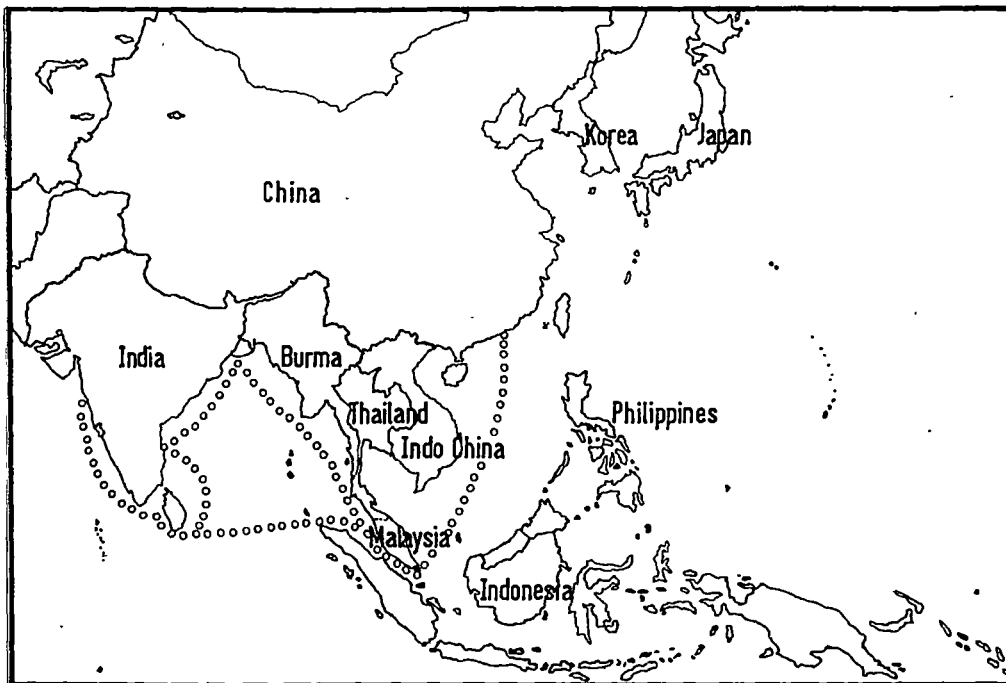 Korea
Japan
China
India
Burma
Thailand
Philippines
Indo China
Malaysia
Indonesia